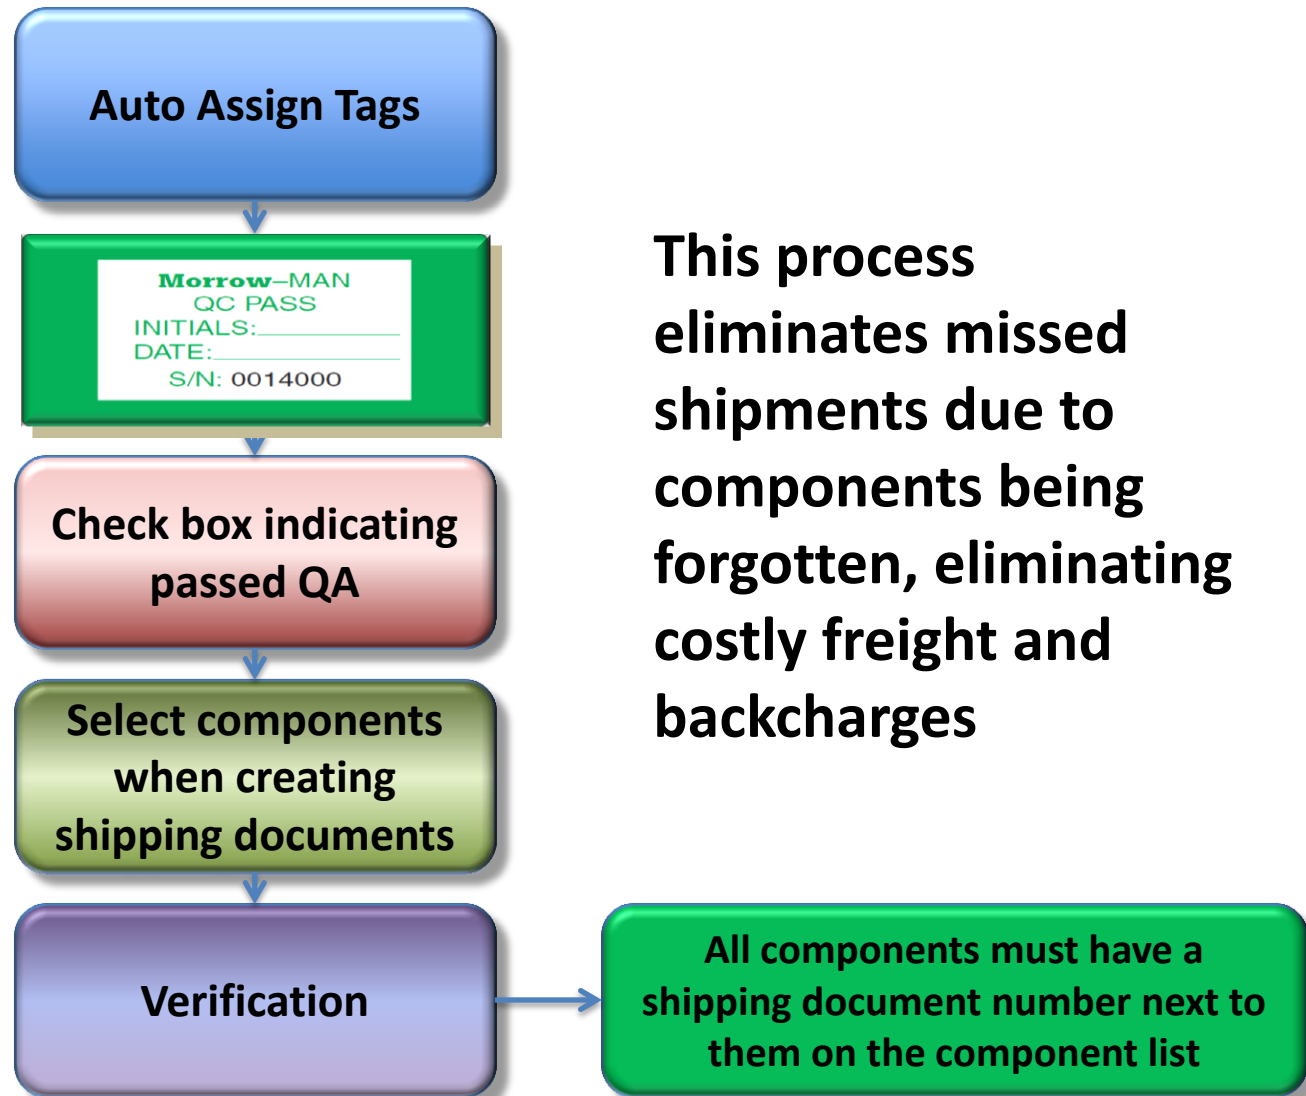 Auto Assign Tags
Morrow–MAN
QC PASS
INITIALS:
DATE:
S/N: 0014000
Check box indicating
passed QA
Select components
when creating
shipping documents
Verification
This process
eliminates missed
shipments due to
components being
forgotten, eliminating
costly freight and
backcharges
All components must have a
shipping document number next to
them on the component list